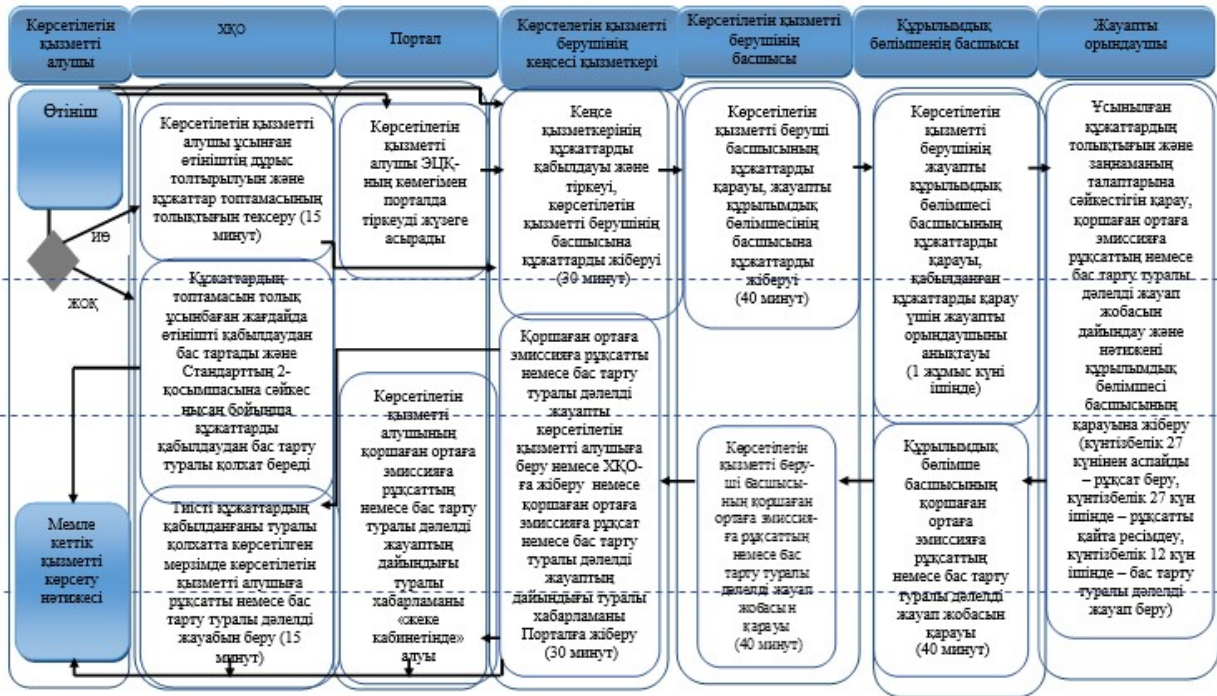 Көрсетілетін
қызметті
алушы
ХҚО
Портал
Көрстелетін қызметті
берушінің
кеңсесі қызметкері
Көрсетілетін қызметті
берушінің
басшысы
Құрылымдық
бөлімшенің басшысы
Жауапты
орындаушы
Өтініш
иә
жоқ
Көрсетілетін қызметті
алушы ұсынған
өтініштің дұрыс
толтырылуын және
құжаттар топтамасының
толықтығын тексеру (15
минут)
Көрсетілетін
қызметті
алушы ЭЦҚ-
ның көмегімен
порталда
тіркеуді жүзеге
асырады
Кеңсе
қызметкерінің
құжаттарды
қабылдауы және
тіркеуі,
көрсетілетін
қызметті берушінің
басшысына
құжаттарды жіберуі
(30 минут)
Көрсетілетін
қызметті беруші
басшысының
құжаттарды
қарауы, жауапты
құрылымдық
бөлімшесінің
басшысына
құжаттарды
жіберуі
(40 минут)
Көрсетілетін
қызметті
берушінің
жауапты
құрылымдық
бөлімшесі
басшысының
құжаттарды
қарауы,
қабылданған
құжаттарды қарау
үшін жауапты
орындаушыны
анықтауы
(1 жұмыс күні
ішінде)
Ұсынылған
құжаттардың
толықтығын және
заңнаманың
талаптарына
сәйкестігін қарау,
қоршаған ортаға
эмиссияға
рұқсаттың немесе
бас тарту туралы
дәлелді жауап
жобасын
дайындау және
нәтижені
құрылымдық
бөлімшесі
басшысының
қарауына жіберу
(күнтізбелік 27
күнінен аспайды
– рұқсат беру,
күнтізбелік 27 күн
ішінде – рұқсатты
қайта ресімдеу,
күнтізбелік 12 күн
ішінде – бас тарту
туралы дәлелді
жауап беру)
Құжаттардың
топтамасын толық
ұсынбаған жағдайда
өтінішті қабылдаудан
бас тартады және
Стандарттың 2-
қосымшасына сәйкес
нысан бойынша
құжаттарды
қабылдаудан бас тарту
туралы қолхат береді
Мемле
кеттік
қызметті
көрсету
нәтижесі
Тиісті құжаттардың
қабылданғаны туралы
қолхатта көрсетілген
мерзімде көрсетілетін
қызметті алушыға
рұқсатты немесе бас
тарту туралы дәлелді
жауабын беру (15
минут)
Көрсетілетін
қызметті
алушының
қоршаған ортаға
эмиссияға
рұқсаттың
немесе бас тарту
туралы дәлелді
жауаптың
дайындығы
туралы
хабарламаны
«жеке
кабинетінде»
алуы
Қоршаған ортаға
эмиссияға рұқсатты
немесе бас тарту
туралы дәлелді
жауапты
көрсетілетін
қызметті алушыға
беру немесе ХҚО-
ға жіберу немесе
қоршаған ортаға
эмиссияға рұқсат
немесе бас тарту
туралы дәлелді
жауаптың
дайындығы туралы
хабарламаны
Порталға жіберу
(30 минут)
Көрсетілетін
қызметті беру-
ші басшысы-
ның қоршаған
ортаға эмиссия-
ға рұқсаттың
немесе бас
тарту туралы
дәлелді жауап
жобасын
қарауы
(40 минут)
Құрылымдық
бөлімше
басшысының
қоршаған
ортаға
эмиссияға
рұқсаттың
немесе бас тарту
туралы дәлелді
жауап жобасын
қарауы
(40 минут)